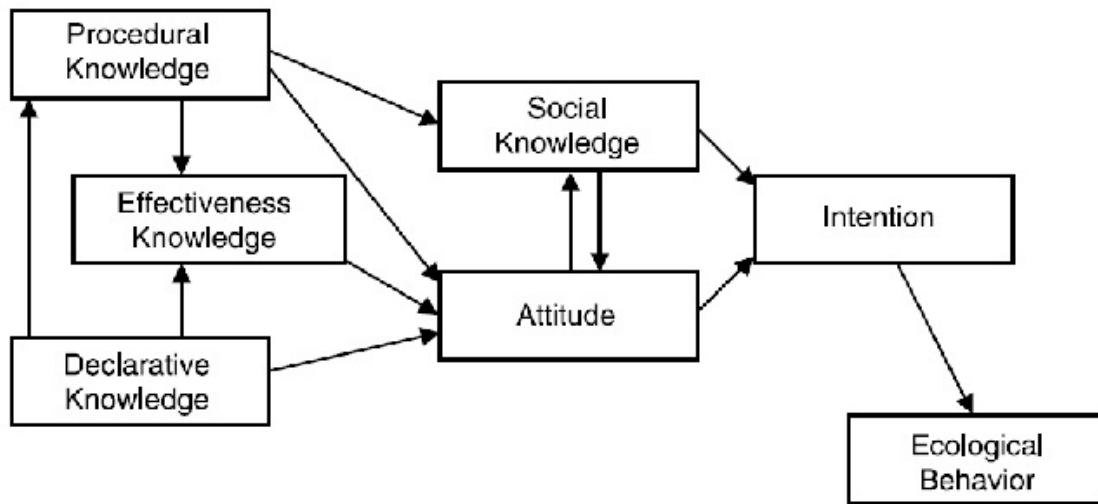 Procedural
Knowledge
Social
Knowledge
Effectiveness
Knowledge
Intention
Attitude
Declarative
Knowledge
Ecological
Behavior